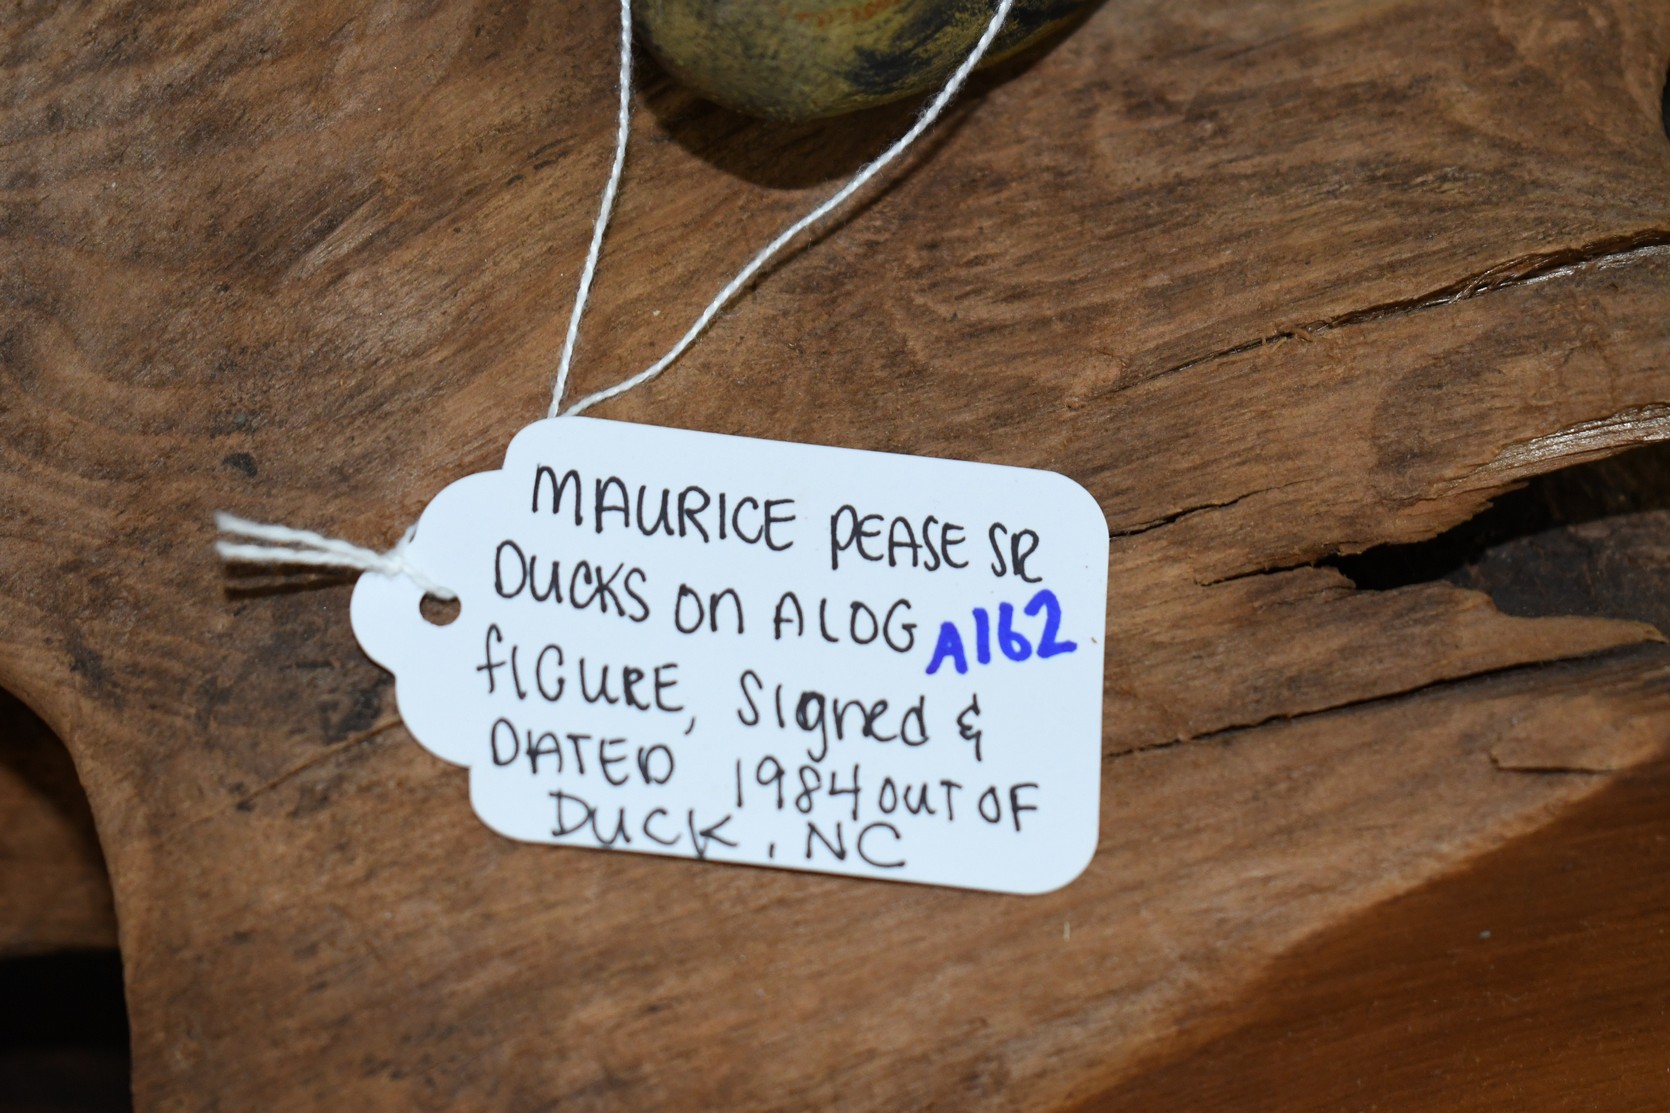 MAURICE PEASE SR
DUCKS ON A LOG A162
FIGURE, Signed &
DATED 1984 OUT OF
DUCK, NC